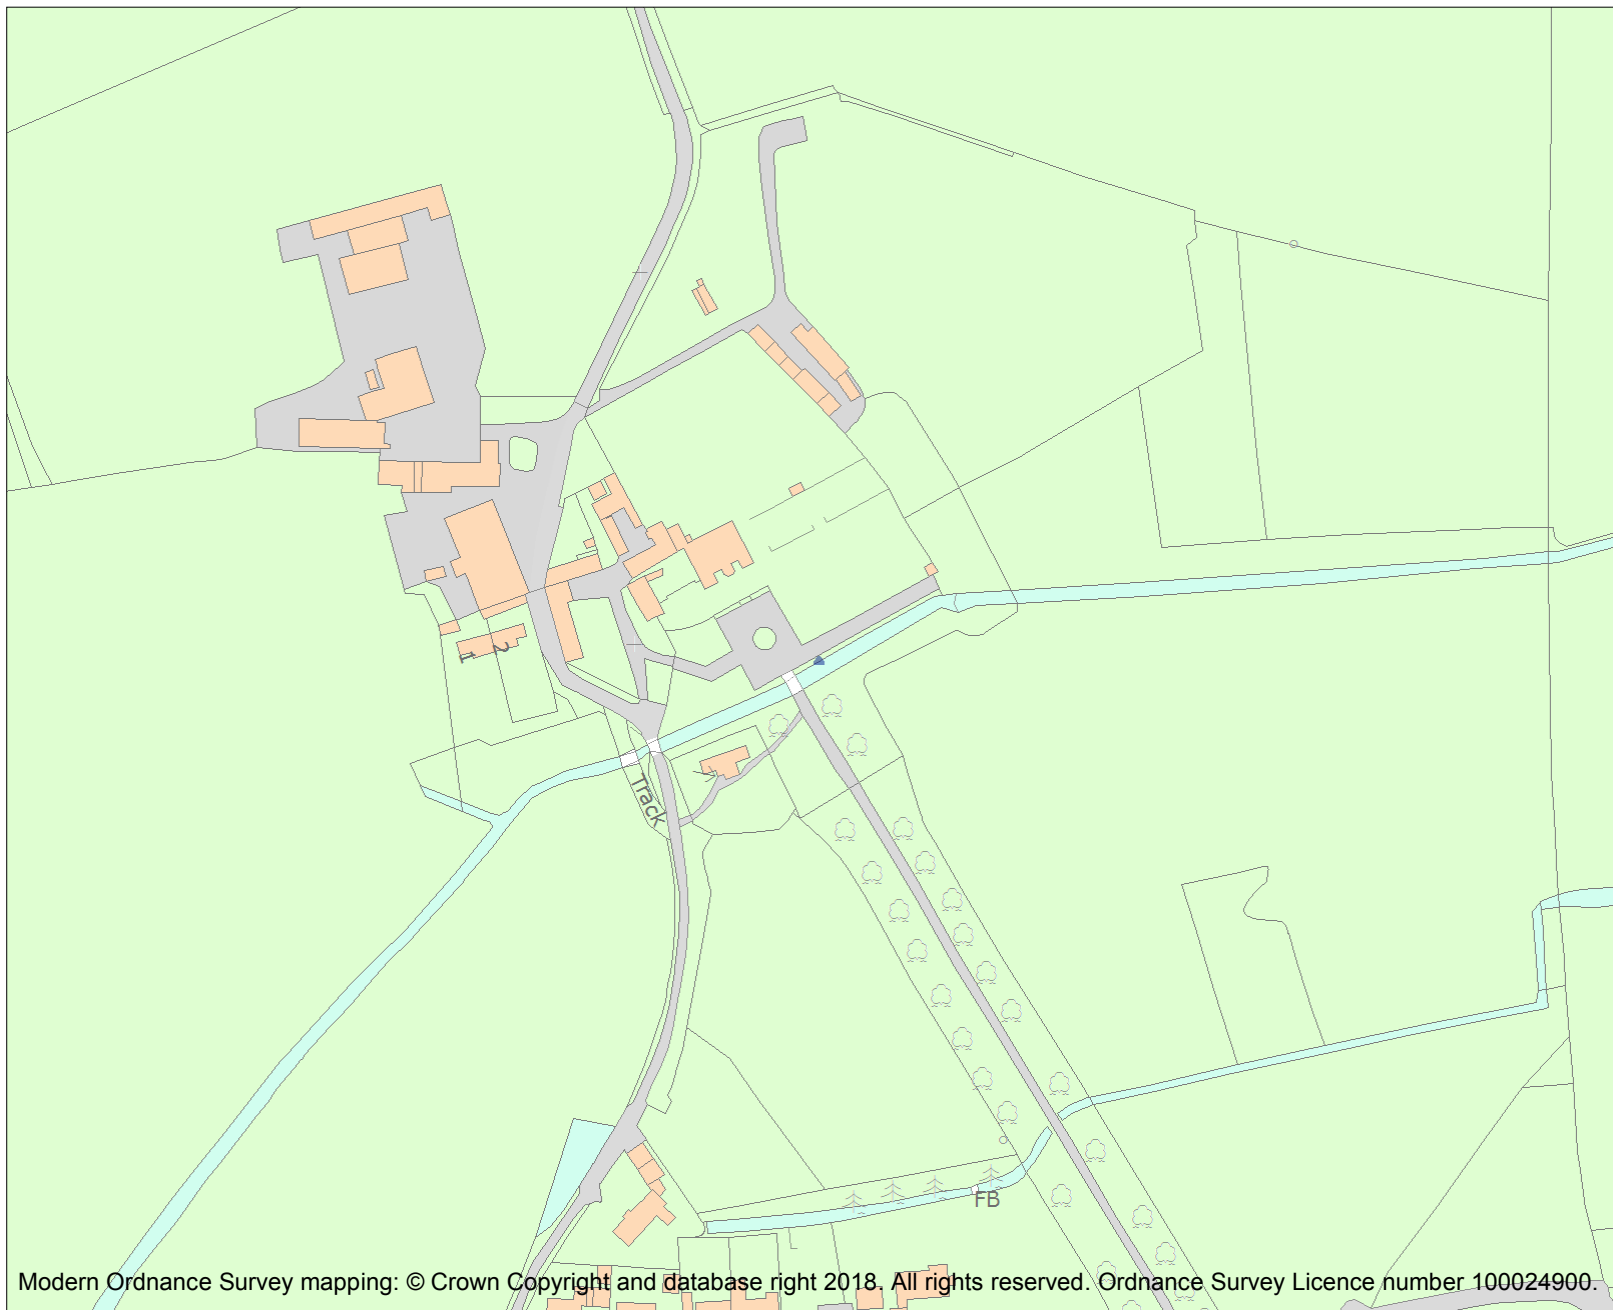 2
1
Track
FB
Modern Ordnance Survey mapping: © Crown Copyright and database right 2018. All rights reserved. Ordnance Survey Licence number 100024900.